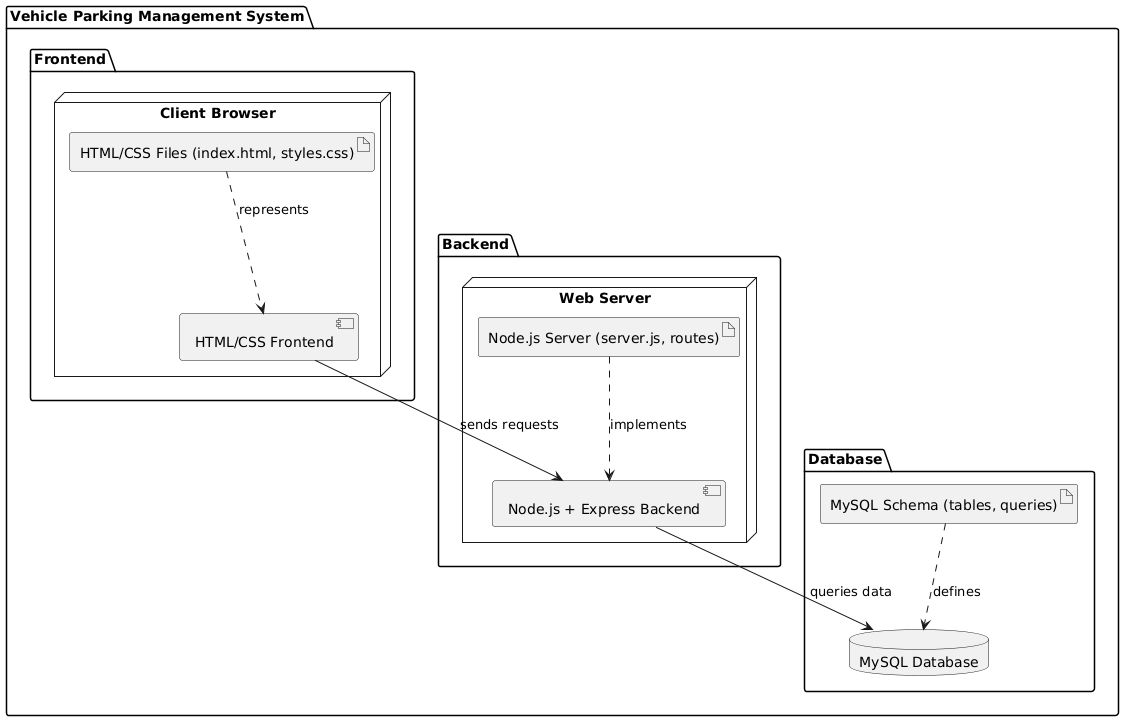 Vehicle Parking Management System
Frontend
Client Browser
HTML/CSS Files (index.html, styles.css)
represents
HTML/CSS Frontend
Backend
Web Server
Node.js Server (server.js, routes)
sends requests
implements
Node.js + Express Backend
Database
MySQL Schema (tables, queries)
queries data
defines
MySQL Database